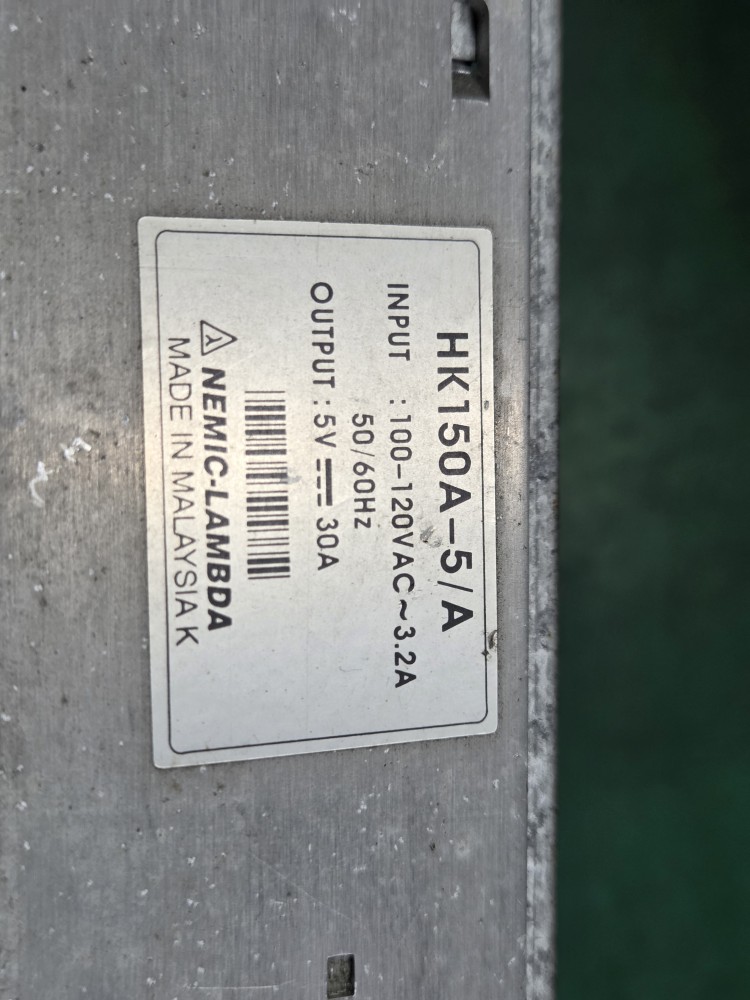 HK150A-5/A
INPUT : 100-120VAC~3.2A
50/60Hz
OUTPUT : 5V ⎓ 30A
NEMIC-LAMBDA
MADE IN MALAYSIA K